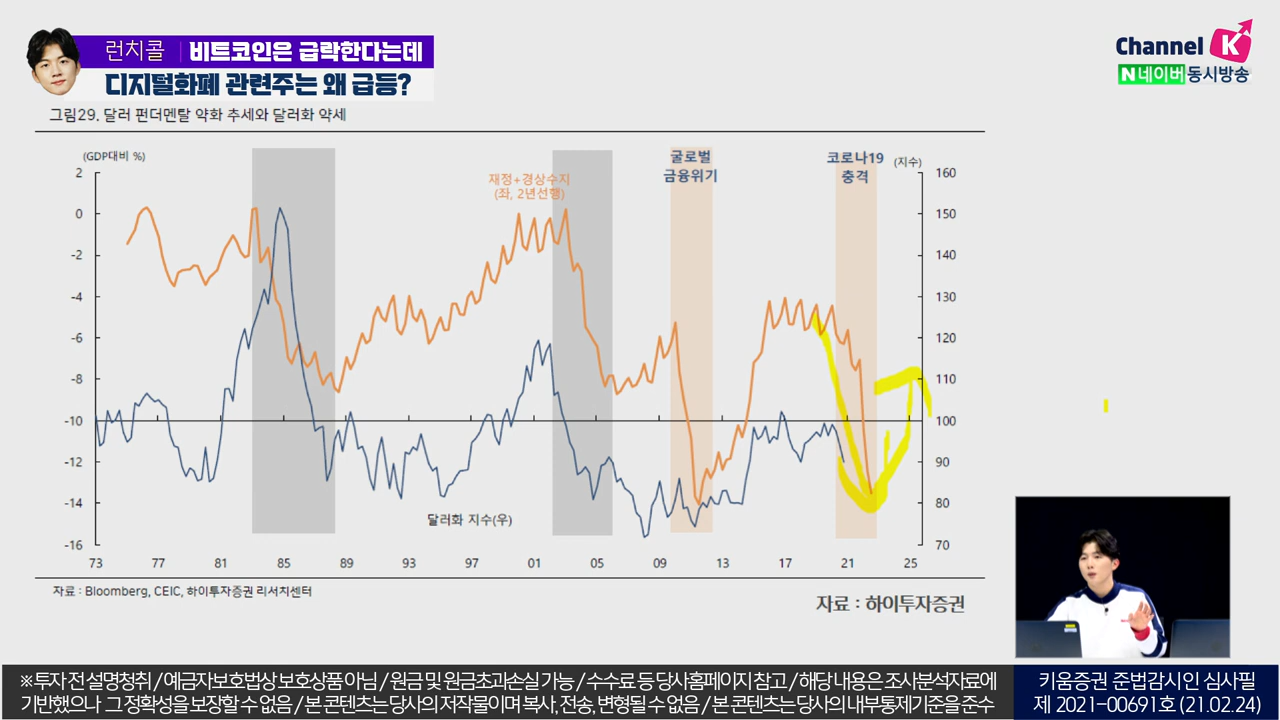 런치콜 비트코인은 급락한다는데
디지털화폐 관련주는 왜 급등?
Channel K
N 네이버 동시방송
그림29. 달러 펀더멘탈 약화 추세와 달러화 약세
(GDP대비 %)
(지수)
재정+경상수지
(좌, 2년선행)
굴로벌
금융위기
코로나19
충격
2
0
-2
-4
-6
-8
-10
-12
-14
-16
160
150
140
130
120
110
100
90
80
70
달러화 지수(우)
73 77 81 85 89 93 97 01 05 09 13 17 21 25
자료 : Bloomberg, CEIC, 하이투자증권 리서치센터
자료 : 하이투자증권
※투자 전 설명청취 / 예금자보호법상 보호상품 아님 / 원금 및 원금초과손실 가능 / 수수료 등 당사홈페이지 참고 / 해당 내용은 조사분석자료에
기반했으나 그 정확성을 보장할 수 없음 / 본 콘텐츠는 당사의 저작물이며 복사, 전송, 변형될 수 없음 / 본 콘텐츠는 당사의 내부통제기준을 준수
키움증권 준법감시인 심사필
제 2021-00691호 (21.02.24)